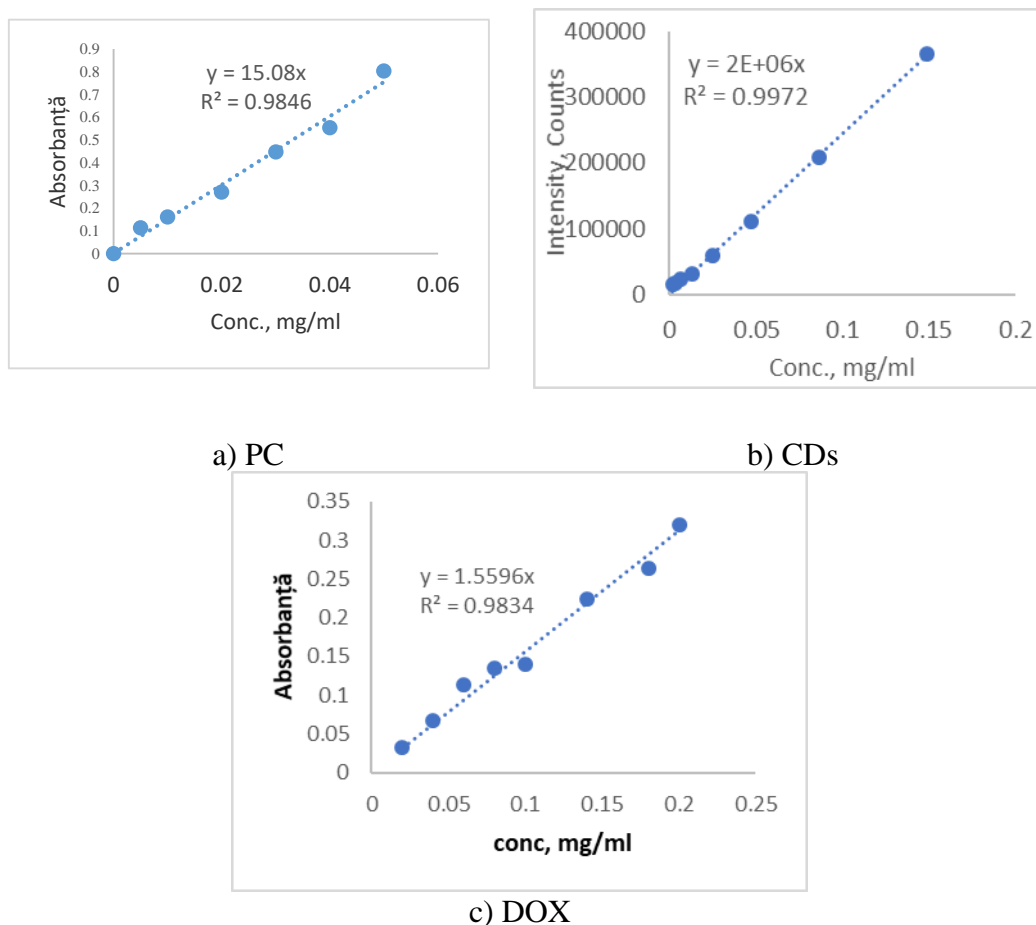 0.9
0.8
0.7
0.6
0.5
0.4
0.3
0.2
0.1
0
Absorbanță
y = 15.08x
R² = 0.9846
0 0.02 0.04 0.06
Conc., mg/ml
a) PC
400000
300000
200000
100000
0
Intensity, Counts
y = 2E+06x
R² = 0.9972
0 0.05 0.1 0.15 0.2
Conc., mg/ml
b) CDs
0.35
0.3
0.25
0.2
0.15
0.1
0.05
0
Absorbanță
y = 1.5596x
R² = 0.9834
0 0.05 0.1 0.15 0.2 0.25
conc, mg/ml
c) DOX